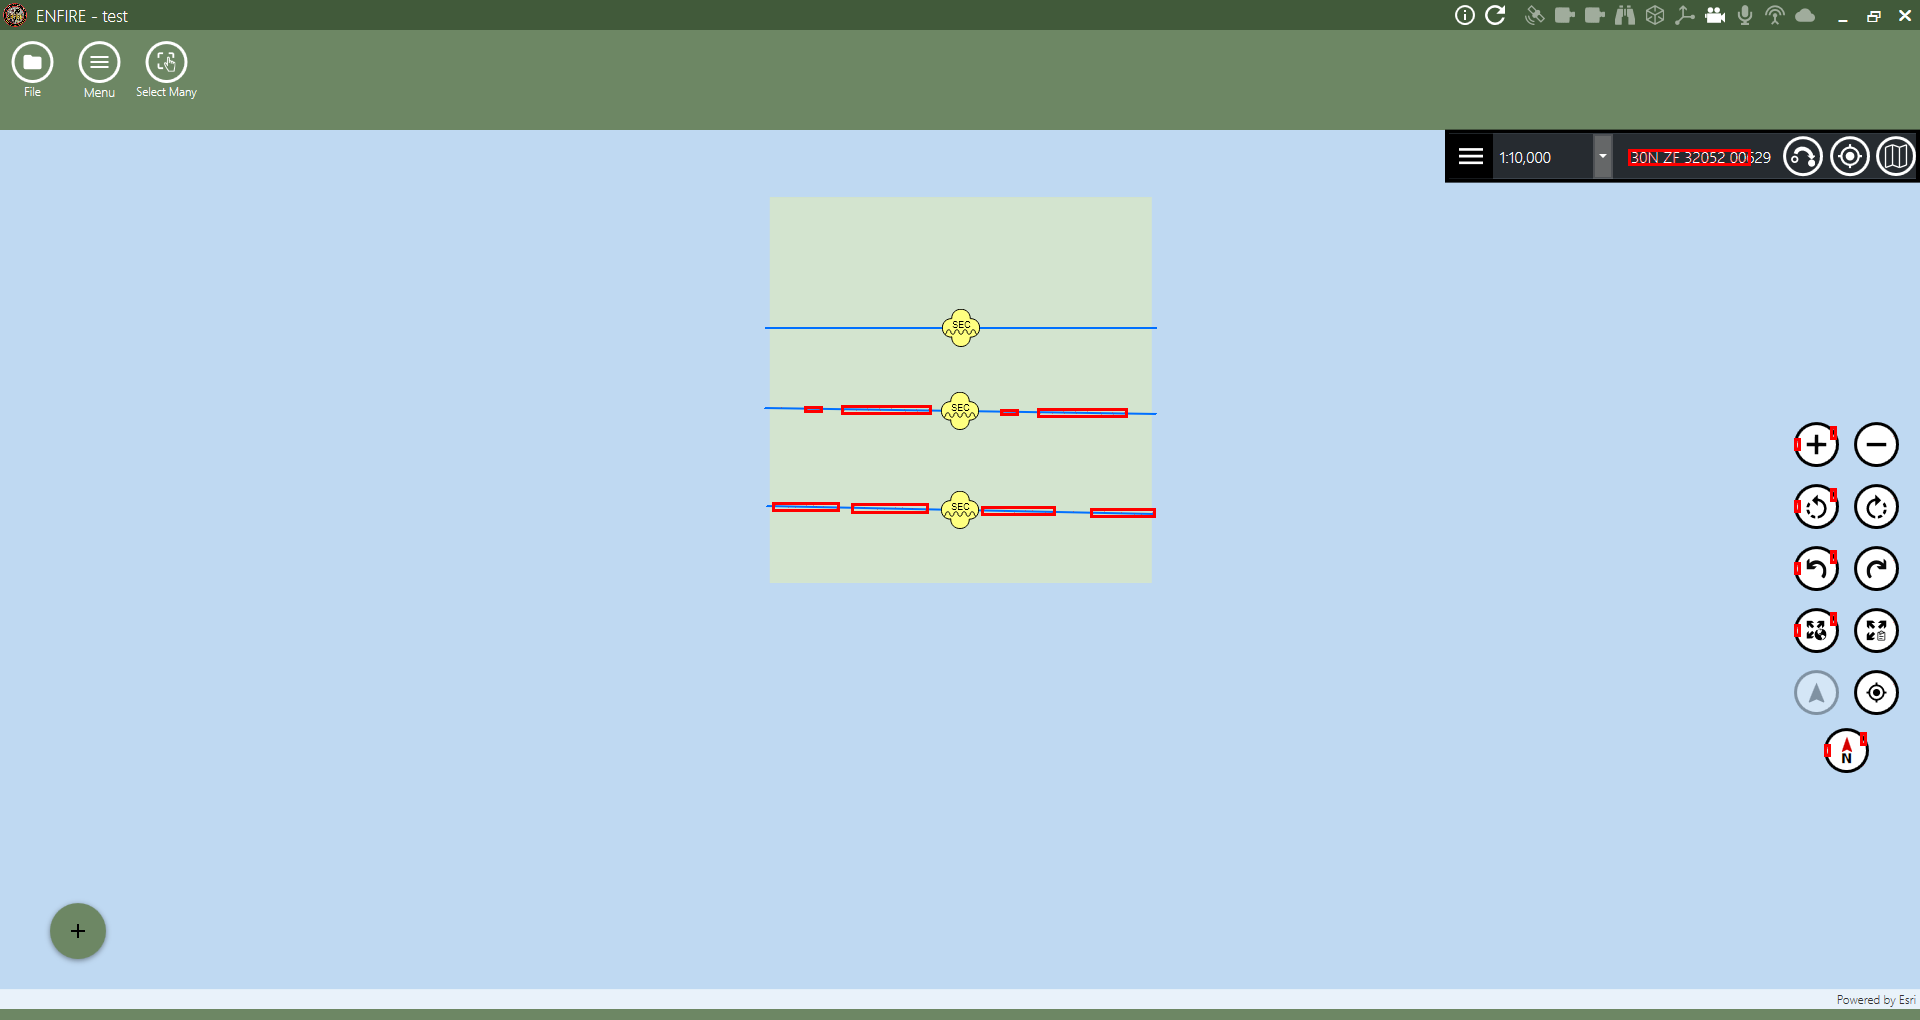 ENFIRE - test
File
Menu
Select Many
1:10,000
30N ZF 32052 00629
SEC
SEC
SEC
N
Powered by Esri